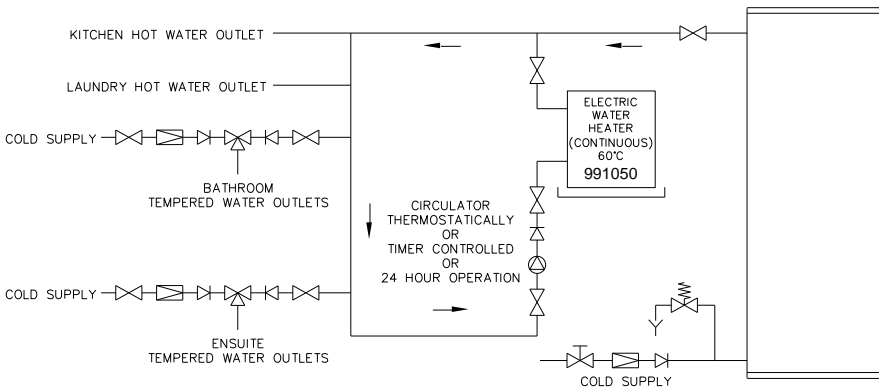 KITCHEN HOT WATER OUTLET
LAUNDRY HOT WATER OUTLET
COLD SUPPLY
BATHROOM
TEMPERED WATER OUTLETS
ELECTRIC
WATER
HEATER
(CONTINUOUS)
60°C
991050
CIRCULATOR
THERMOSTATICALLY
OR
TIMER CONTROLLED
OR
24 HOUR OPERATION
COLD SUPPLY
ENSUITE
TEMPERED WATER OUTLETS
COLD SUPPLY